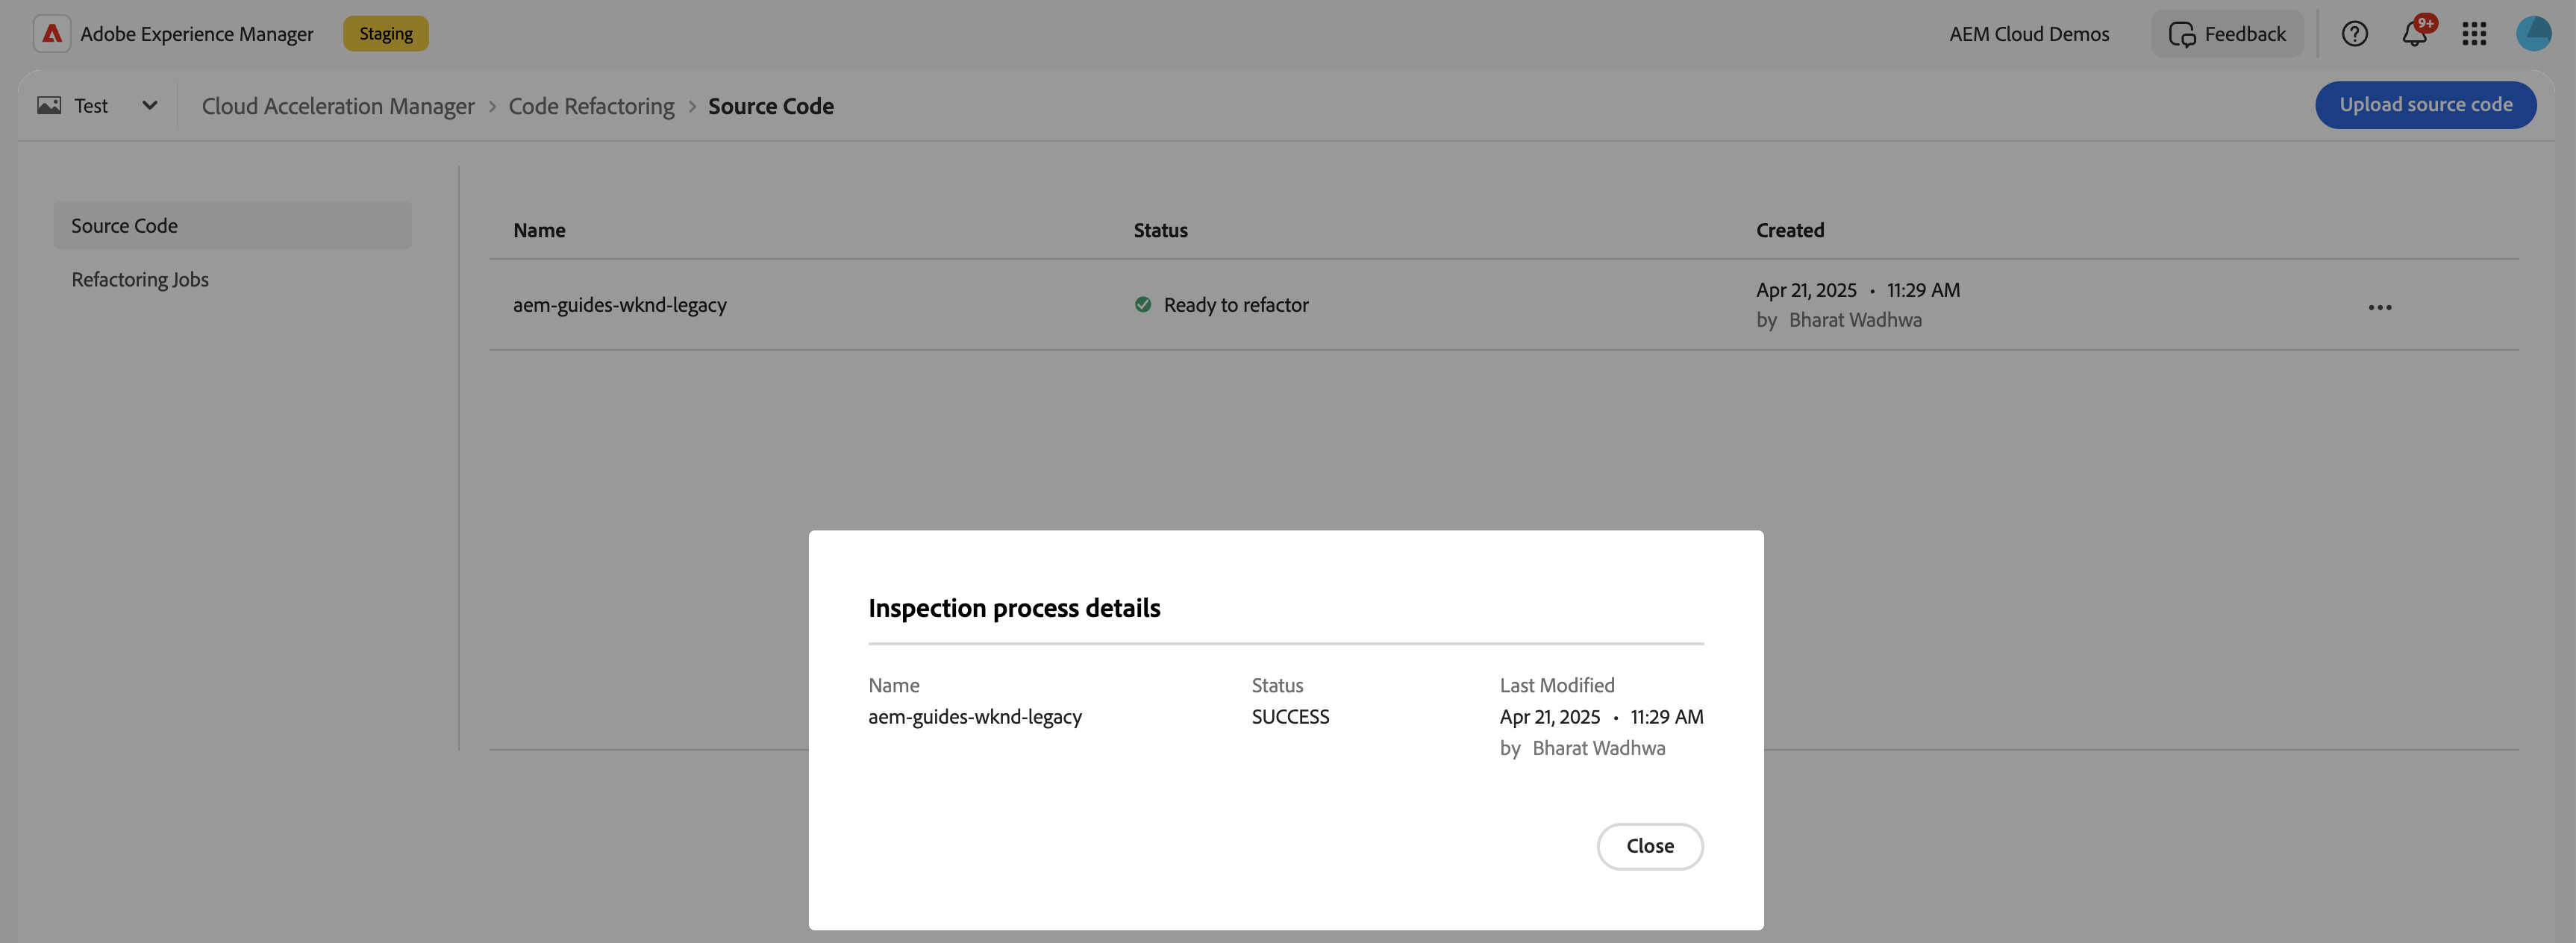 Adobe Experience Manager Staging AEM Cloud Demos Feedback 9+
Test Cloud Acceleration Manager > Code Refactoring > Source Code Upload source code
Source Code
Refactoring Jobs
Name Status Created
aem-guides-wknd-legacy Ready to refactor Apr 21, 2025 • 11:29 AM
by Bharat Wadhwa
Inspection process details
Name Status Last Modified
aem-guides-wknd-legacy SUCCESS Apr 21, 2025 • 11:29 AM
by Bharat Wadhwa
Close